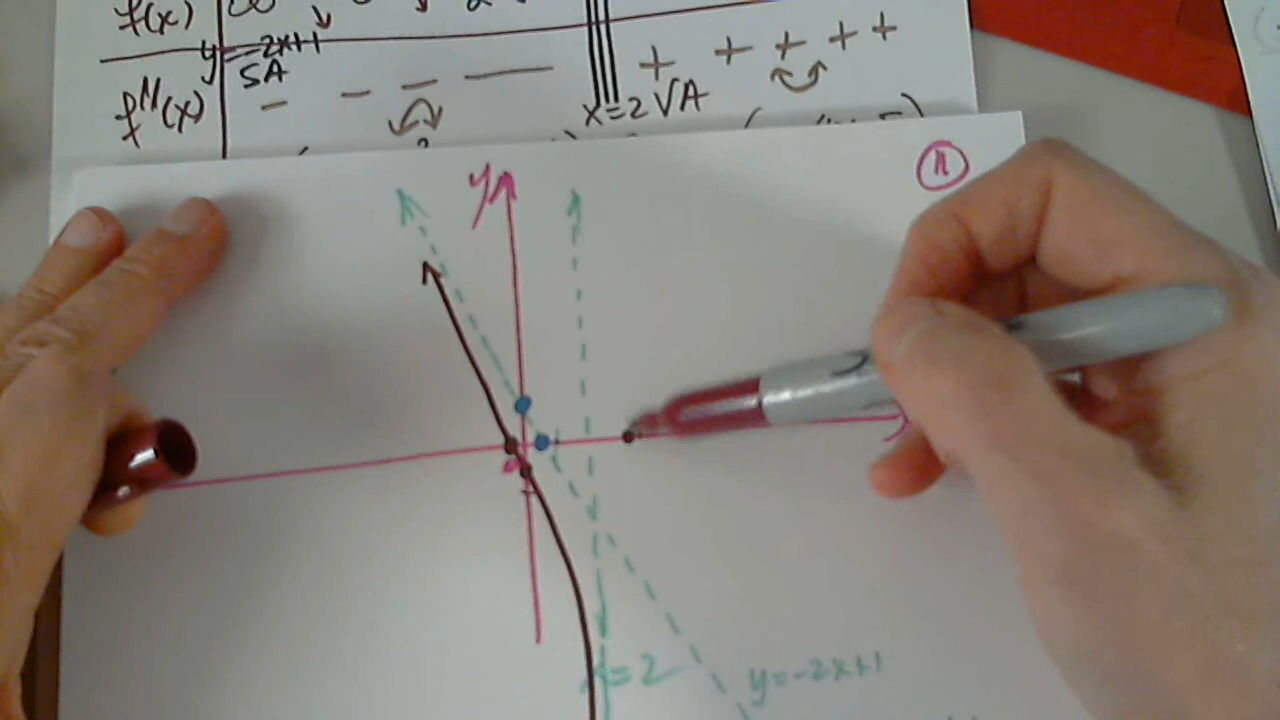 f(x) ∞
y=-2x+1
SA
f"(x) - - - — + + + + +
x=2 VA
y
11
x=2
y=-2x+1